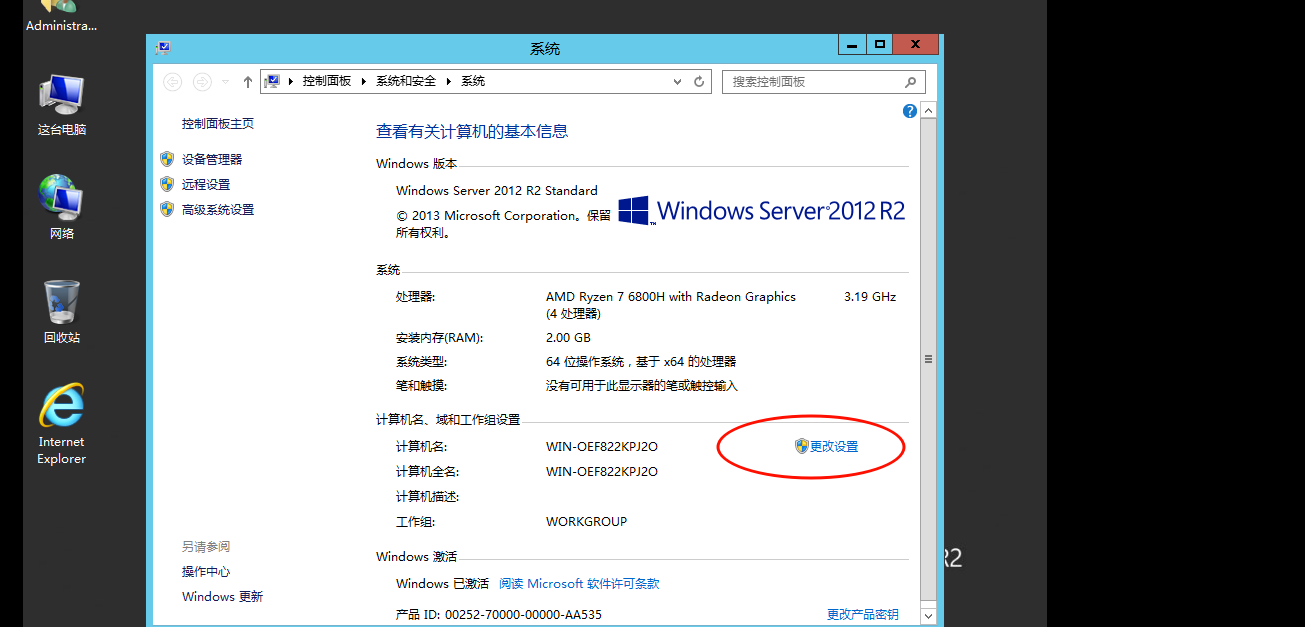 Administra...
这台电脑
网络
回收站
Internet
Explorer
系统
控制面板 系统和安全 系统
搜索控制面板
控制面板主页
设备管理器
远程设置
高级系统设置
另请参阅
操作中心
Windows 更新
查看有关计算机的基本信息
Windows 版本
Windows Server 2012 R2 Standard
© 2013 Microsoft Corporation。保留
所有权利。
Windows Server 2012 R2
系统
处理器: AMD Ryzen 7 6800H with Radeon Graphics 3.19 GHz
(4 处理器)
安装内存(RAM): 2.00 GB
系统类型: 64 位操作系统，基于 x64 的处理器
笔和触摸: 没有可用于此显示器的笔或触控输入
计算机名、域和工作组设置
计算机名: WIN-OEF822KPJ2O 更改设置
计算机全名: WIN-OEF822KPJ2O
计算机描述:
工作组: WORKGROUP
Windows 激活
Windows 已激活 阅读 Microsoft 软件许可条款
产品 ID: 00252-70000-00000-AA535 更改产品密钥
R2